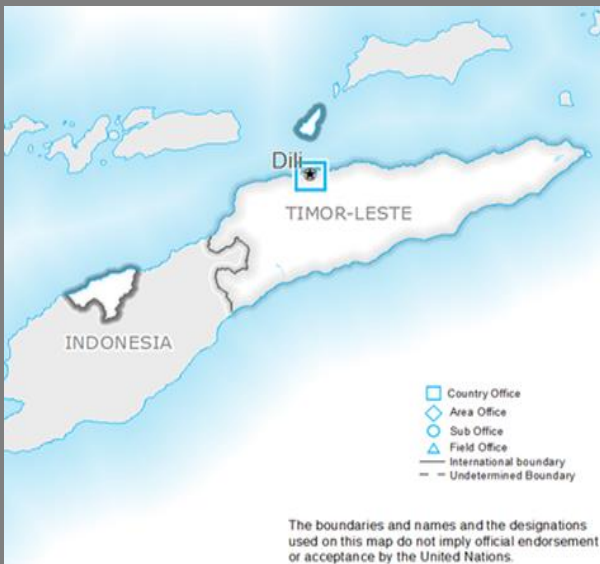 Dili
TIMOR-LESTE
INDONESIA
Country Office
Area Office
Sub Office
Field Office
International boundary
Undetermined Boundary
The boundaries and names and the designations
used on this map do not imply official endorsement
or acceptance by the United Nations.